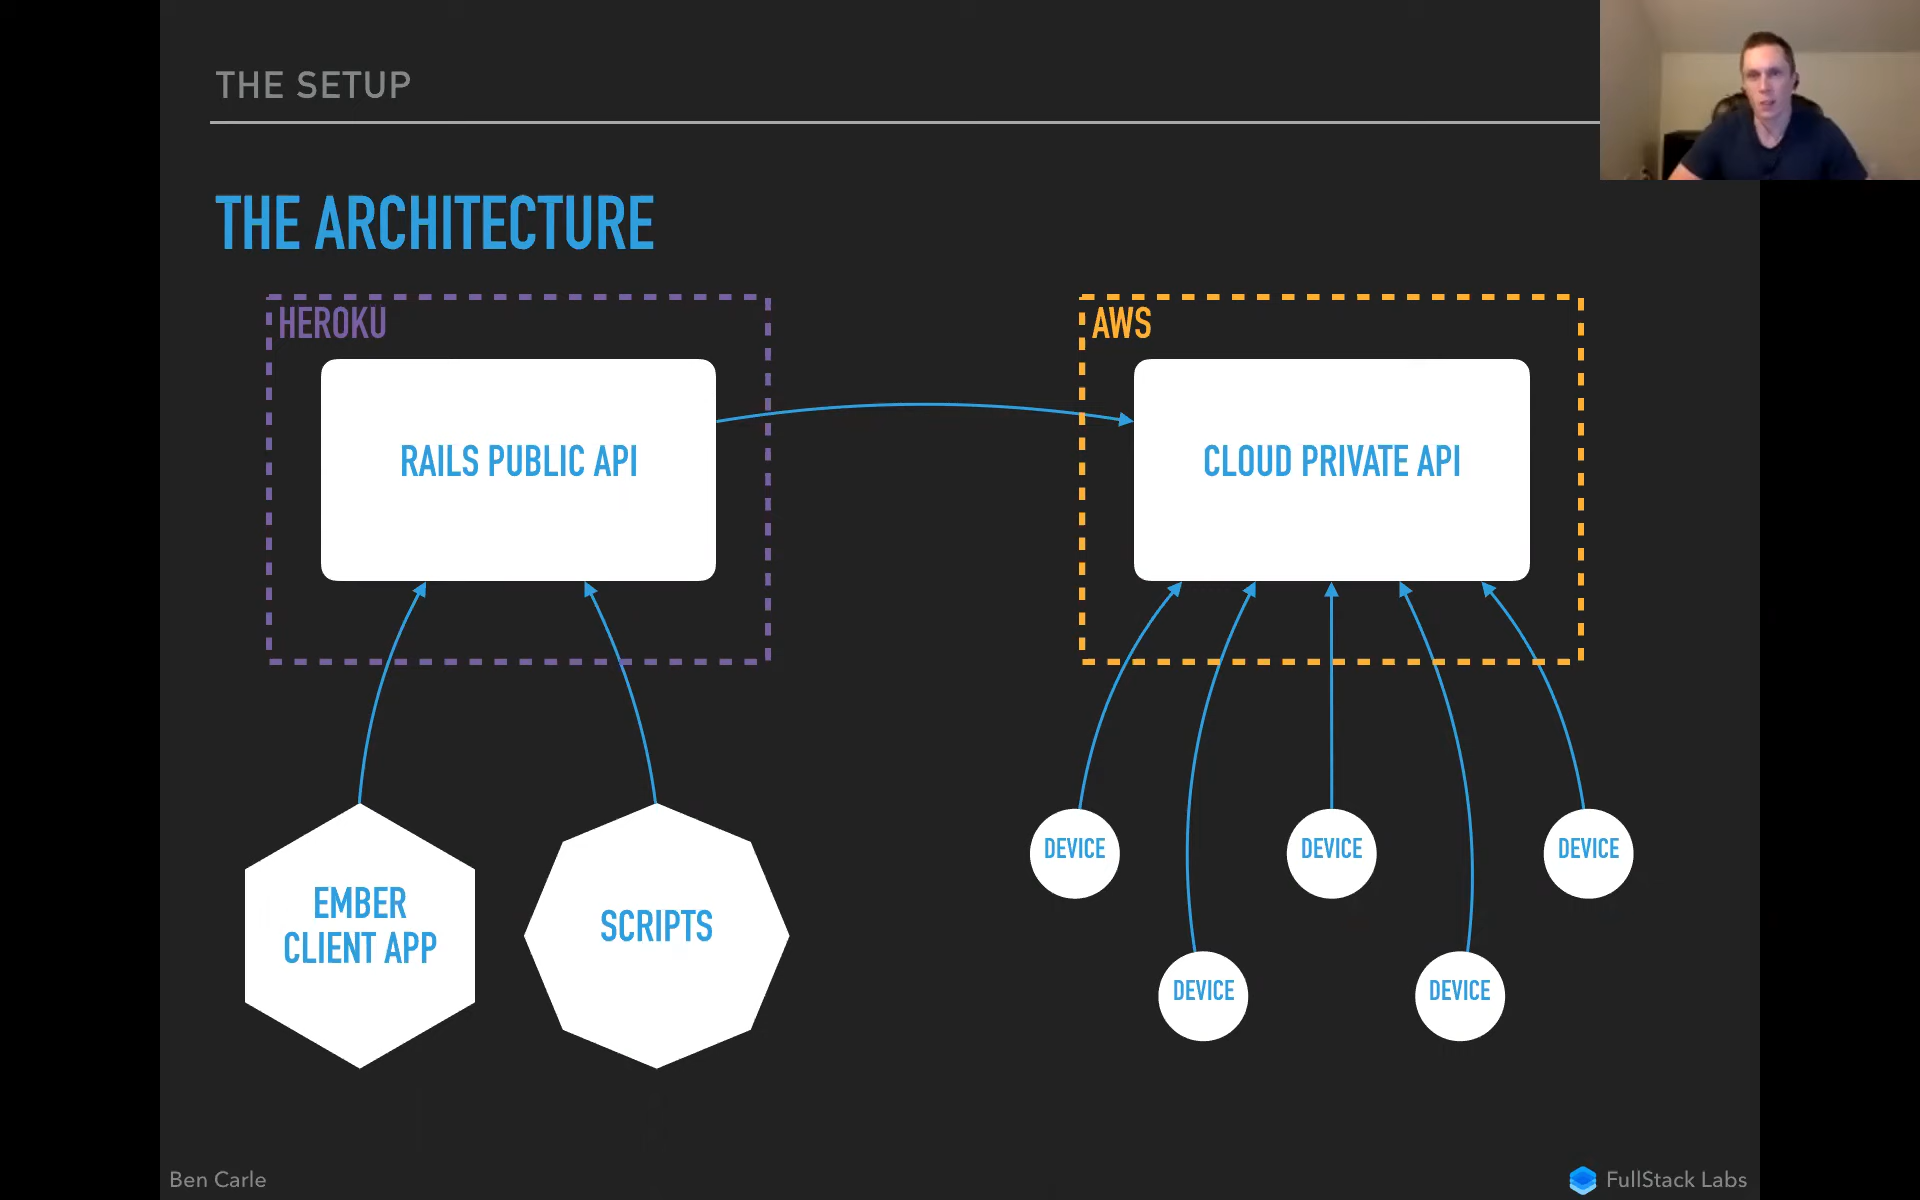 THE SETUP
THE ARCHITECTURE
HEROKU
RAILS PUBLIC API
AWS
CLOUD PRIVATE API
EMBER
CLIENT APP
SCRIPTS
DEVICE
DEVICE
DEVICE
DEVICE
DEVICE
Ben Carle
FullStack Labs